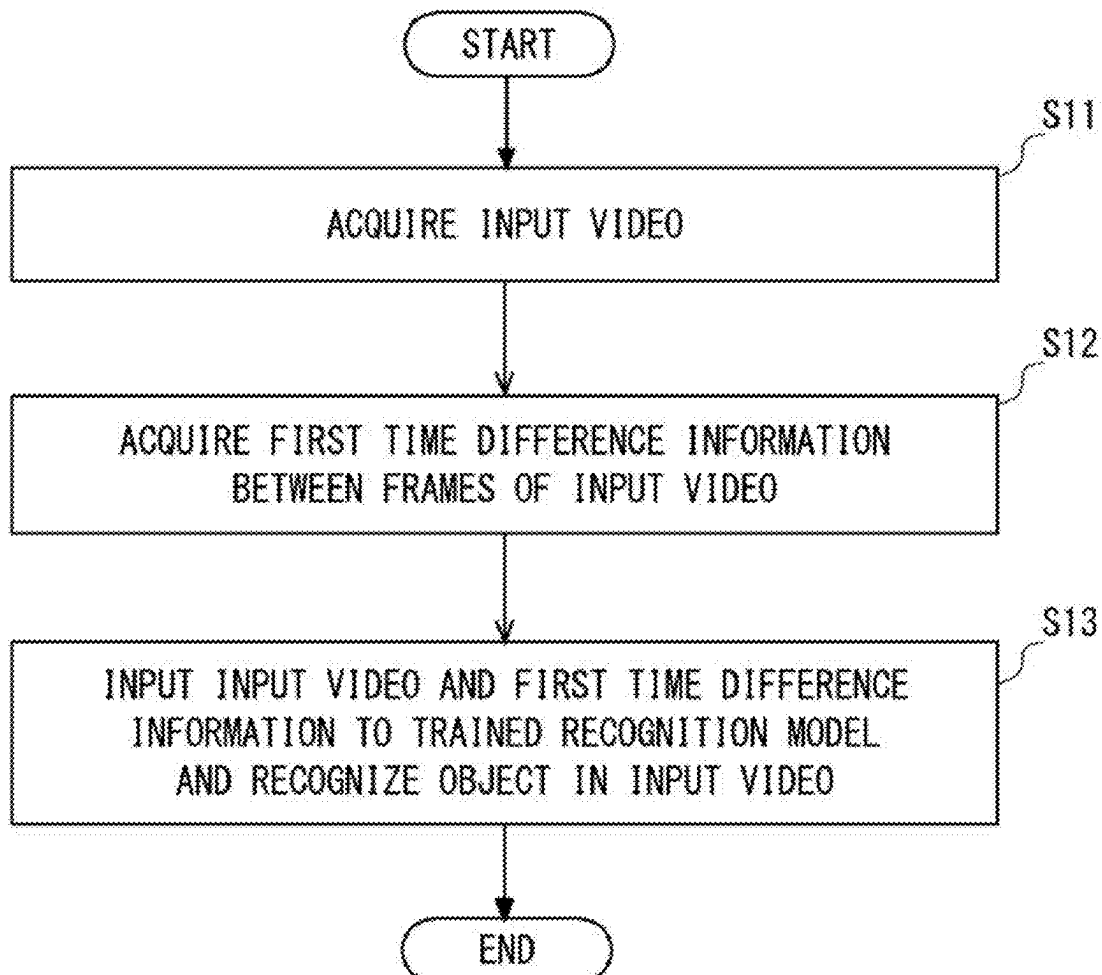 START
S11
ACQUIRE INPUT VIDEO
S12
ACQUIRE FIRST TIME DIFFERENCE INFORMATION
BETWEEN FRAMES OF INPUT VIDEO
S13
INPUT INPUT VIDEO AND FIRST TIME DIFFERENCE
INFORMATION TO TRAINED RECOGNITION MODEL
AND RECOGNIZE OBJECT IN INPUT VIDEO
END